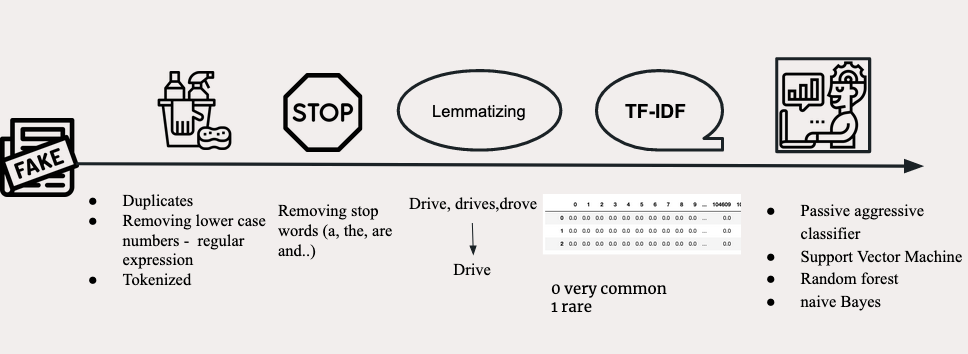 FAKE
STOP
Lemmatizing
TF-IDF
...
● Duplicates
● Removing lower case
numbers - regular
expression
● Tokenized
Removing stop
words (a, the, are
and..)
Drive, drives,drove
Drive
0 1 2 3 4 5 6 7 8 9 ... 104609 10
0 0.0 0.0 0.0 0.0 0.0 0.0 0.0 0.0 0.0 0.0 ... 0.0
1 0.0 0.0 0.0 0.0 0.0 0.0 0.0 0.0 0.0 0.0 ... 0.0
2 0.0 0.0 0.0 0.0 0.0 0.0 0.0 0.0 0.0 0.0 ... 0.0
0 very common
1 rare
● Passive aggressive
classifier
● Support Vector Machine
● Random forest
● naive Bayes